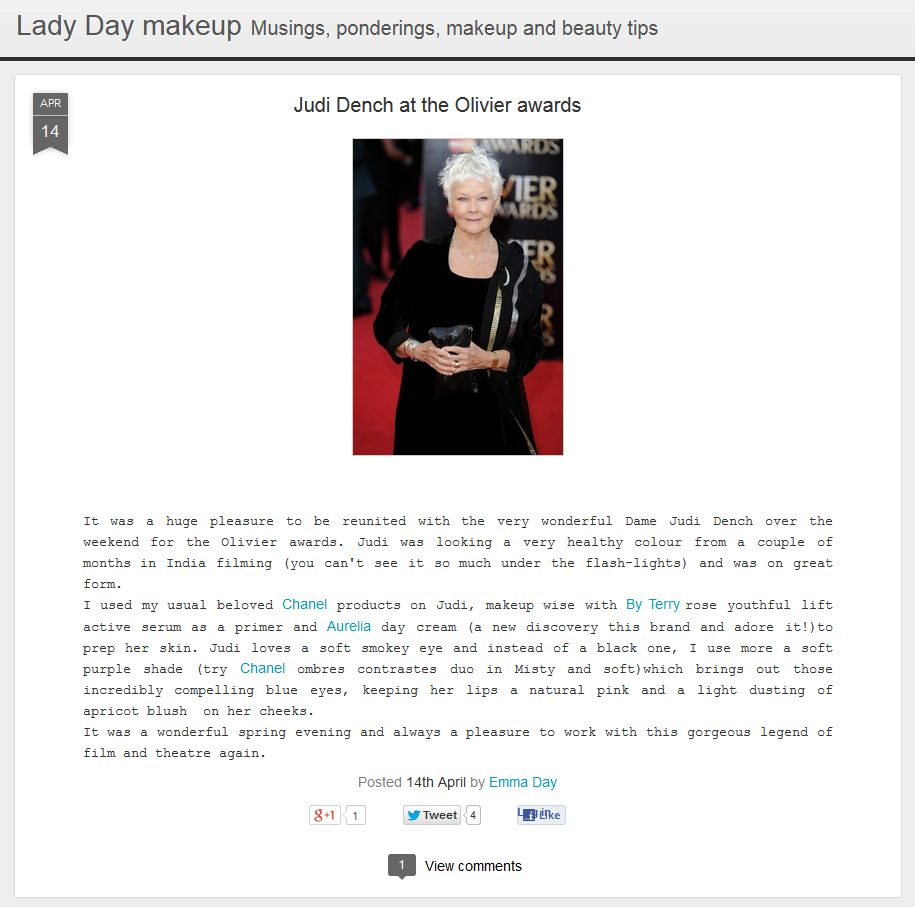 Lady Day makeup Musings, ponderings, makeup and beauty tips
APR
14
Judi Dench at the Olivier awards
AWARDS
VIER
AWARDS
ER
It was a huge pleasure to be reunited with the very wonderful Dame Judi Dench over the
weekend for the Olivier awards. Judi was looking a very healthy colour from a couple of
months in India filming (you can't see it so much under the flash-lights) and was on great
form.
I used my usual beloved Chanel products on Judi, makeup wise with By Terry rose youthful lift
active serum as a primer and Aurelia day cream (a new discovery this brand and adore it!)to
prep her skin. Judi loves a soft smokey eye and instead of a black one, I use more a soft
purple shade (try Chanel ombres contrastes duo in Misty and soft)which brings out those
incredibly compelling blue eyes, keeping her lips a natural pink and a light dusting of
apricot blush on her cheeks.
It was a wonderful spring evening and always a pleasure to work with this gorgeous legend of
film and theatre again.
Posted 14th April by Emma Day
g+1 1 Tweet 4 Like
1 View comments